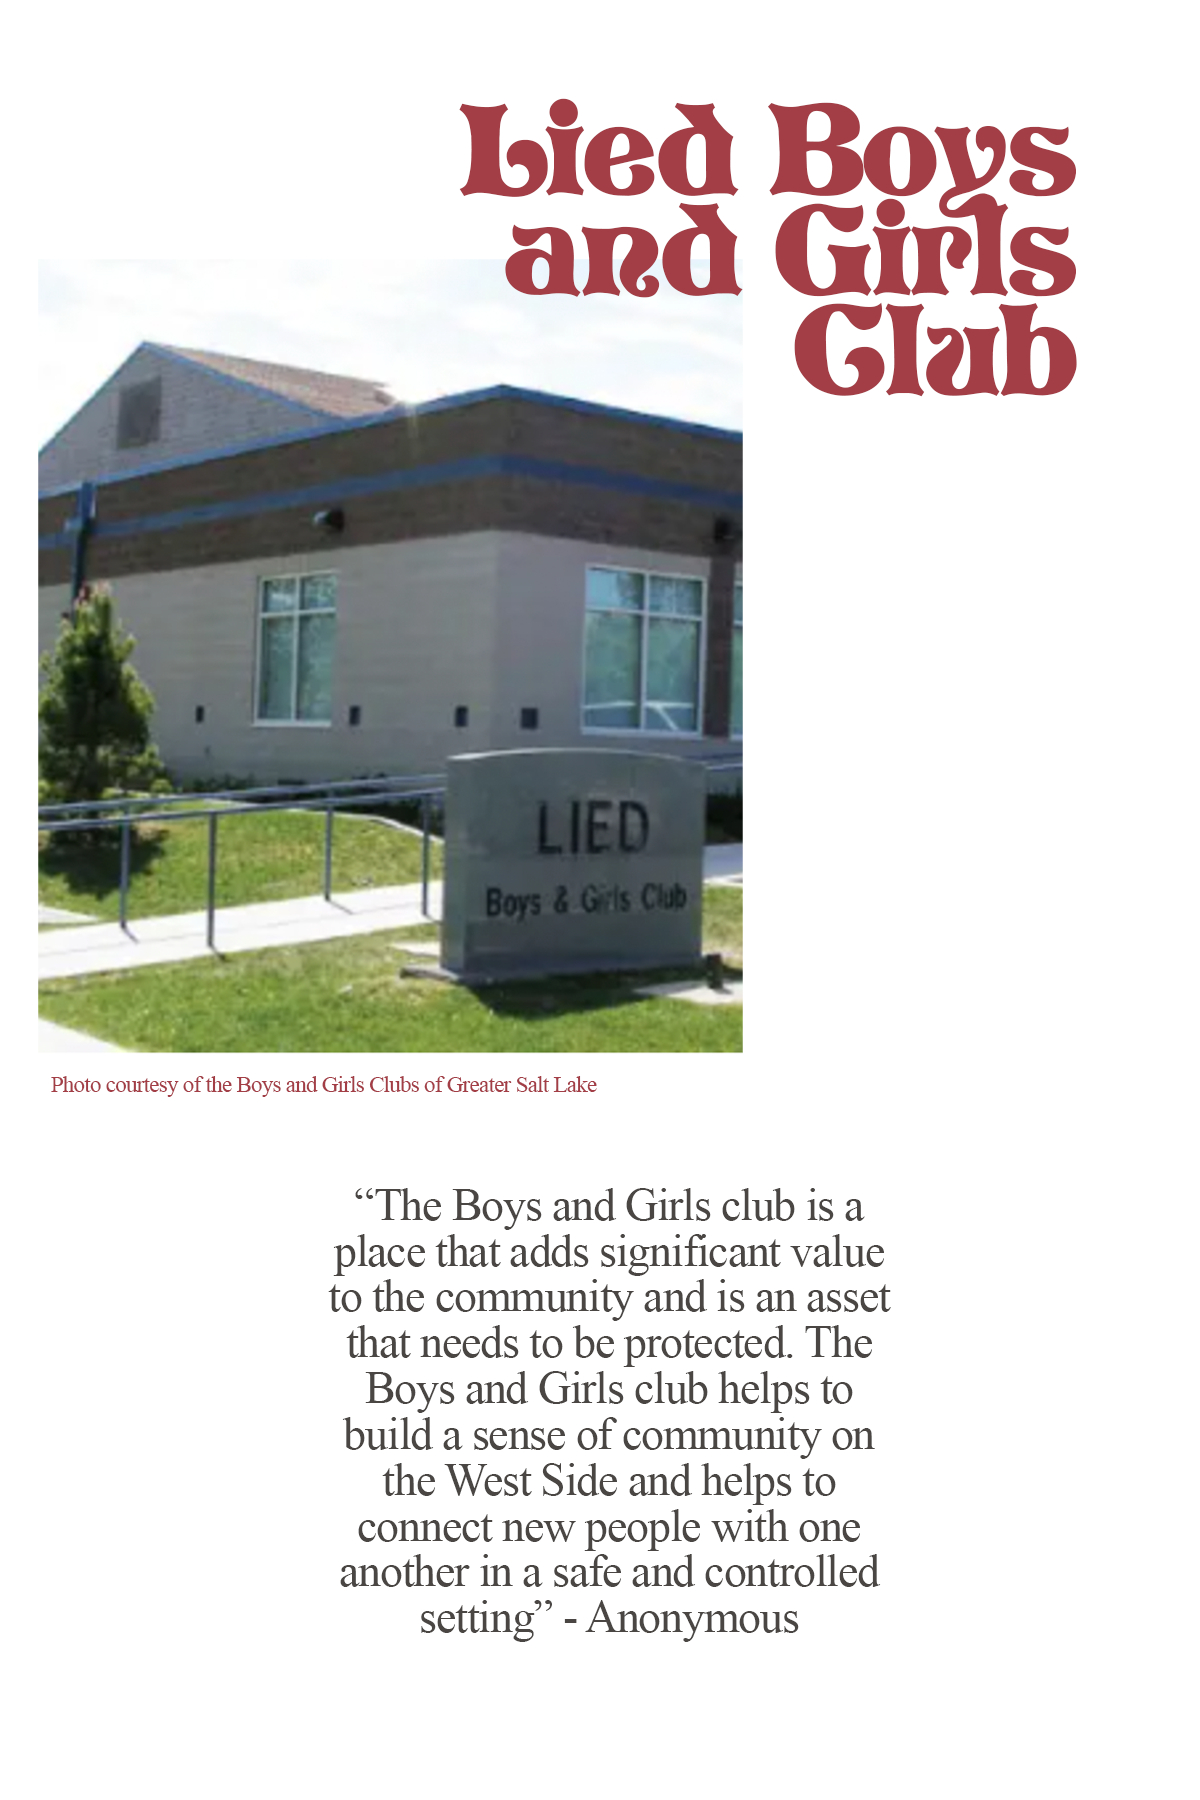 Lied Boys
and Girls
Club
LIED
Boys & Girls Club
Photo courtesy of the Boys and Girls Clubs of Greater Salt Lake
“The Boys and Girls club is a
place that adds significant value
to the community and is an asset
that needs to be protected. The
Boys and Girls club helps to
build a sense of community on
the West Side and helps to
connect new people with one
another in a safe and controlled
setting” - Anonymous